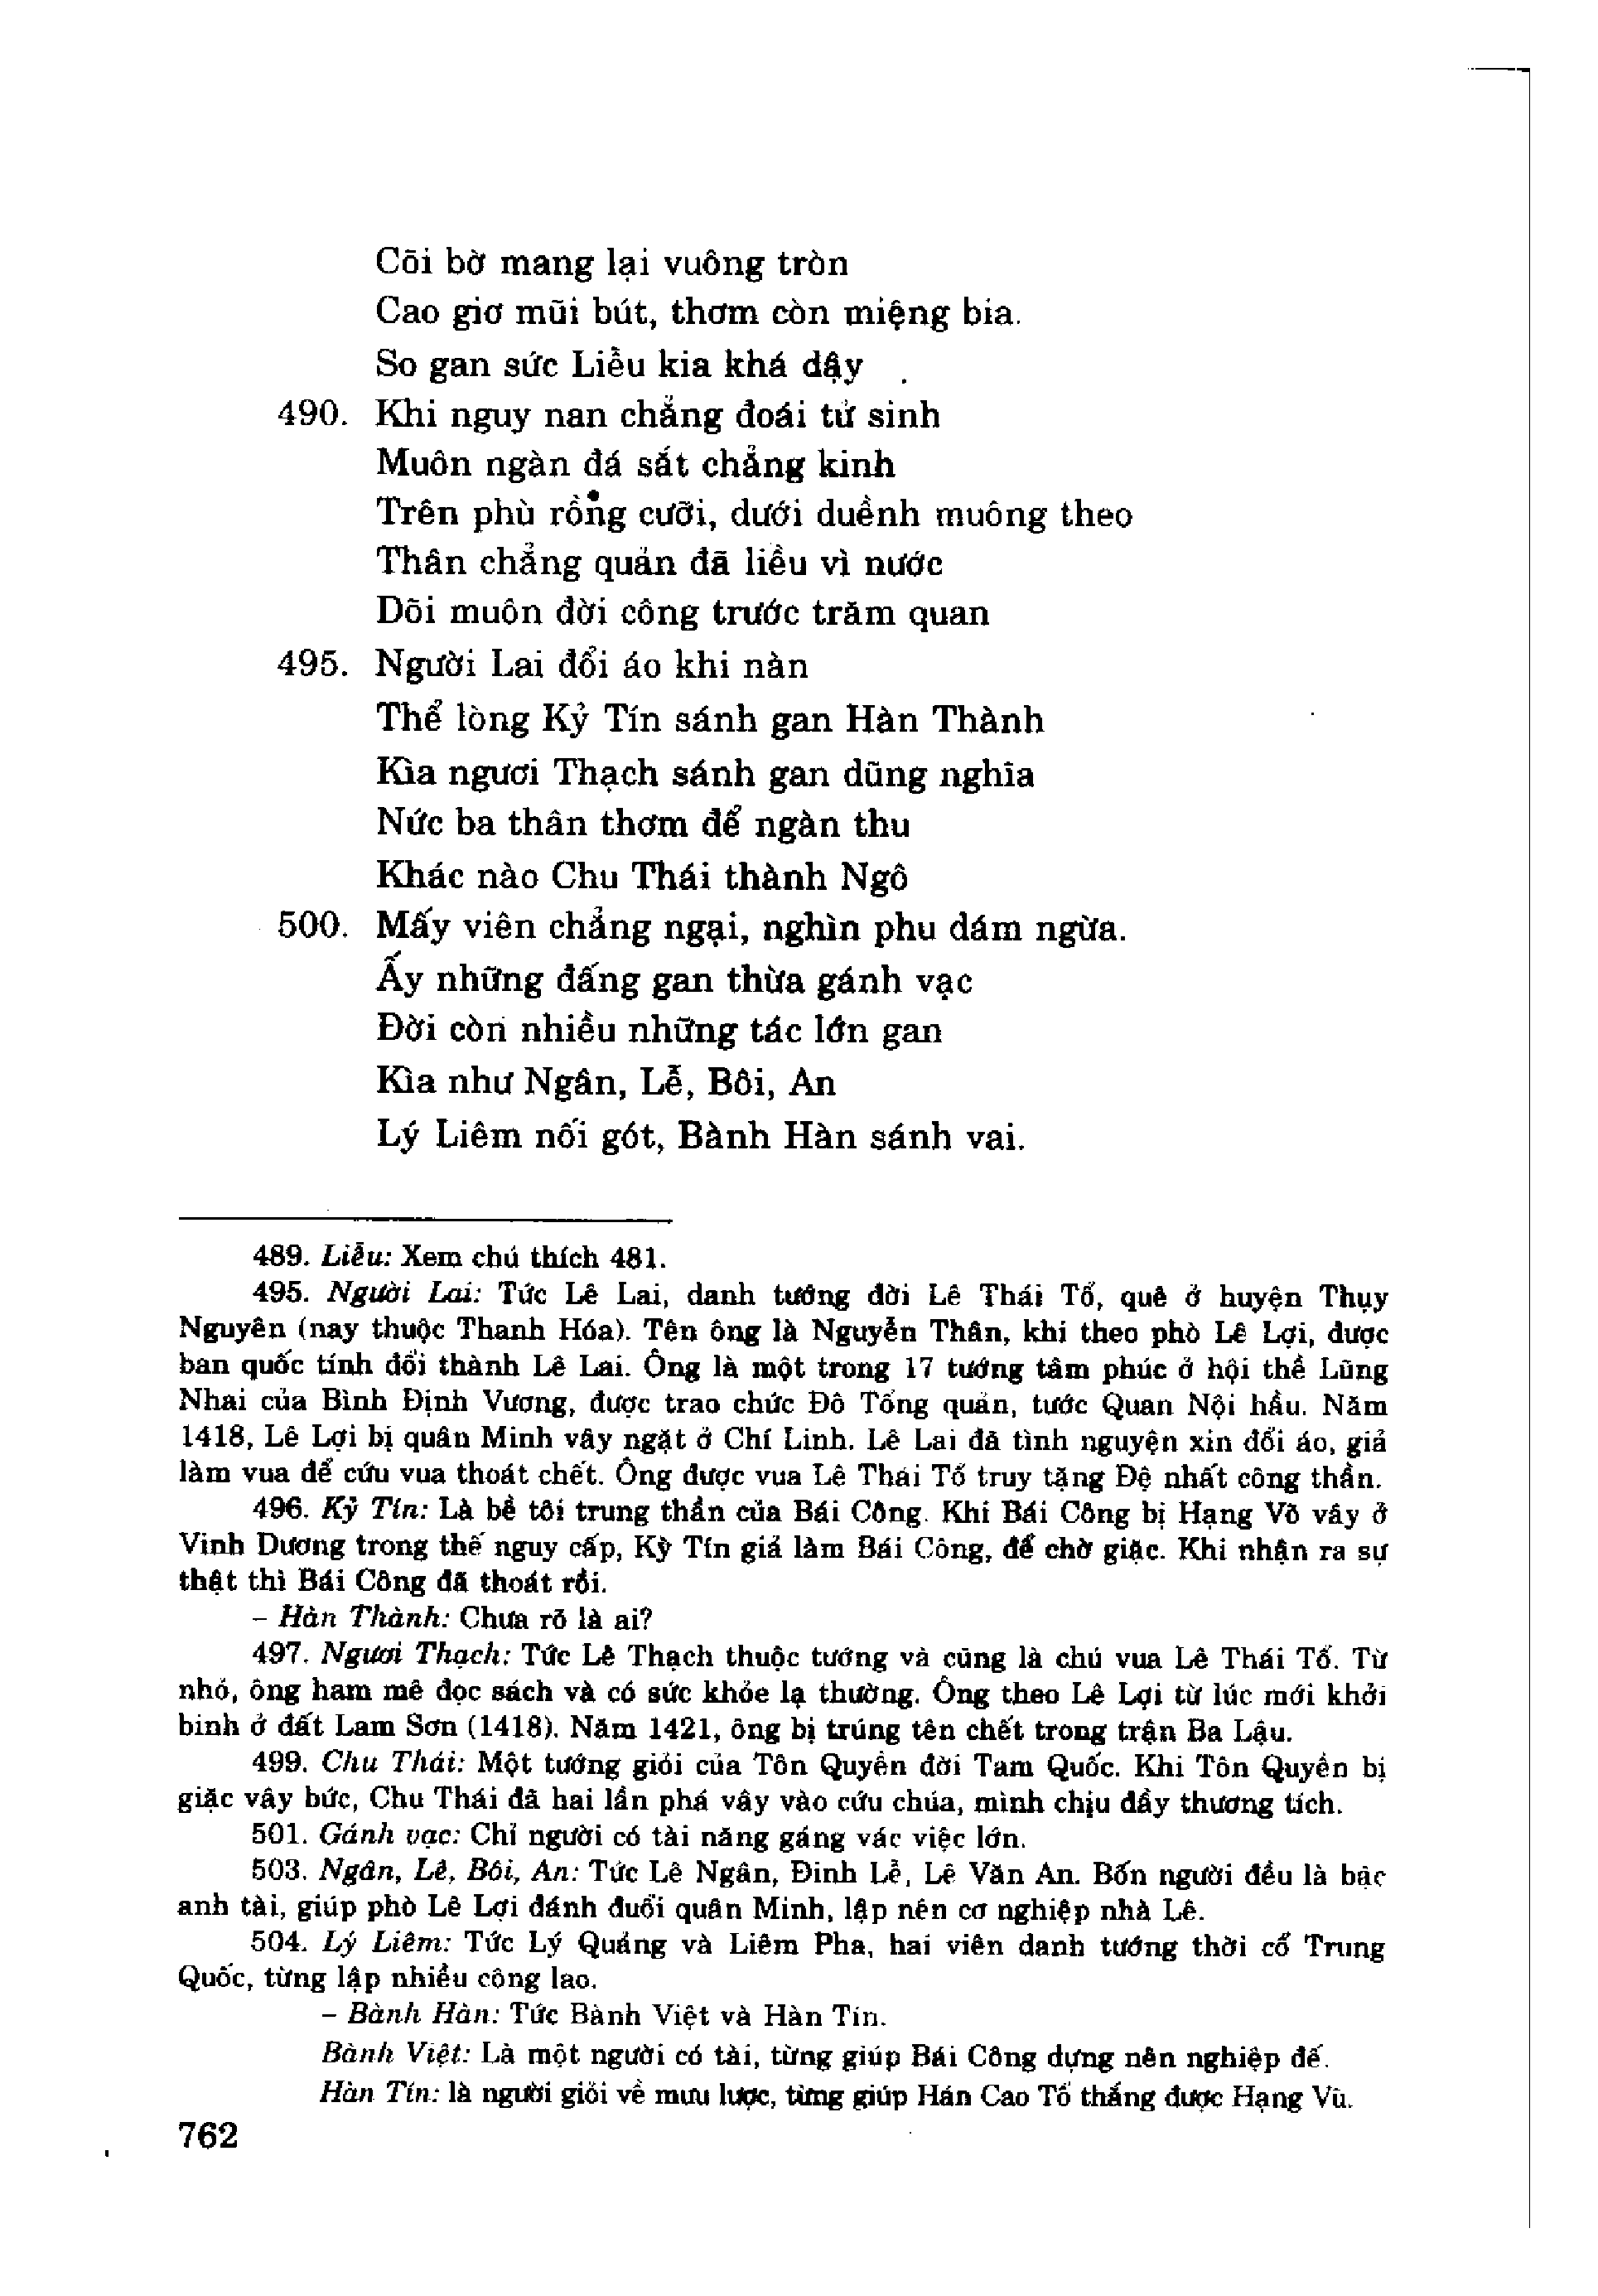 Cõi bờ mang lại vuông tròn
Cao giơ mũi bút, thơm còn miệng bia.
So gan sức Liễu kia khá dậy
490. Khi nguy nan chẳng đoái tử sinh
Muôn ngàn đá sắt chẳng kinh
Trên phù rồng cưỡi, dưới duềnh muông theo
Thân chẳng quản đã liều vì nước
Dõi muôn đời công trước trăm quan
495. Người Lai đổi áo khi nàn
Thể lòng Kỷ Tín sánh gan Hàn Thành
Kìa ngươi Thạch sánh gan dũng nghĩa
Nức ba thân thơm để ngàn thu
Khác nào Chu Thái thành Ngô
500. Mấy viên chẳng ngại, nghìn phu dám ngừa.
Ấy những đấng gan thừa gánh vạc
Đời còn nhiều những tác lớn gan
Kìa như Ngân, Lễ, Bôi, An
Lý Liêm nối gót, Bành Hàn sánh vai.
489. Liễu: Xem chú thích 481.
495. Người Lai: Tức Lê Lai, danh tướng đời Lê Thái Tổ, quê ở huyện Thụy
Nguyên (nay thuộc Thanh Hóa). Tên ông là Nguyễn Thân, khi theo phò Lê Lợi, được
ban quốc tính đổi thành Lê Lai. Ông là một trong 17 tướng tâm phúc ở hội thề Lũng
Nhai của Bình Định Vương, được trao chức Đô Tổng quản, tước Quan Nội hầu. Năm
1418, Lê Lợi bị quân Minh vây ngặt ở Chí Linh. Lê Lai đã tình nguyện xin đổi áo, giả
làm vua để cứu vua thoát chết. Ông được vua Lê Thái Tổ truy tặng Đệ nhất công thần.
496. Kỷ Tín: Là bề tôi trung thần của Bái Công. Khi Bái Công bị Hạng Võ vây ở
Vinh Dương trong thế nguy cấp, Kỷ Tín giả làm Bái Công, để chờ giặc. Khi nhận ra sự
thật thì Bái Công đã thoát rồi.
– Hàn Thành: Chưa rõ là ai?
497. Ngươi Thạch: Tức Lê Thạch thuộc tướng và cũng là chú vua Lê Thái Tổ. Từ
nhỏ, ông ham mê đọc sách và có sức khỏe lạ thường. Ông theo Lê Lợi từ lúc mới khởi
binh ở đất Lam Sơn (1418). Năm 1421, ông bị trúng tên chết trong trận Ba Lậu.
499. Chu Thái: Một tướng giỏi của Tôn Quyền đời Tam Quốc. Khi Tôn Quyền bị
giặc vây bức, Chu Thái đã hai lần phá vây vào cứu chúa, mình chịu đầy thương tích.
501. Gánh vạc: Chỉ người có tài năng gáng vác việc lớn.
503. Ngân, Lễ, Bôi, An: Tức Lê Ngân, Đinh Lễ, Lê Văn An. Bốn người đều là bậc
anh tài, giúp phò Lê Lợi đánh đuổi quân Minh, lập nên cơ nghiệp nhà Lê.
504. Lý Liêm: Tức Lý Quảng và Liêm Pha, hai viên danh tướng thời cổ Trung
Quốc, từng lập nhiều công lao.
– Bành Hàn: Tức Bành Việt và Hàn Tín.
Bành Việt: Là một người có tài, từng giúp Bái Công dựng nên nghiệp đế.
Hàn Tín: là người giỏi về mưu lược, từng giúp Hán Cao Tổ thắng được Hạng Vũ.
762